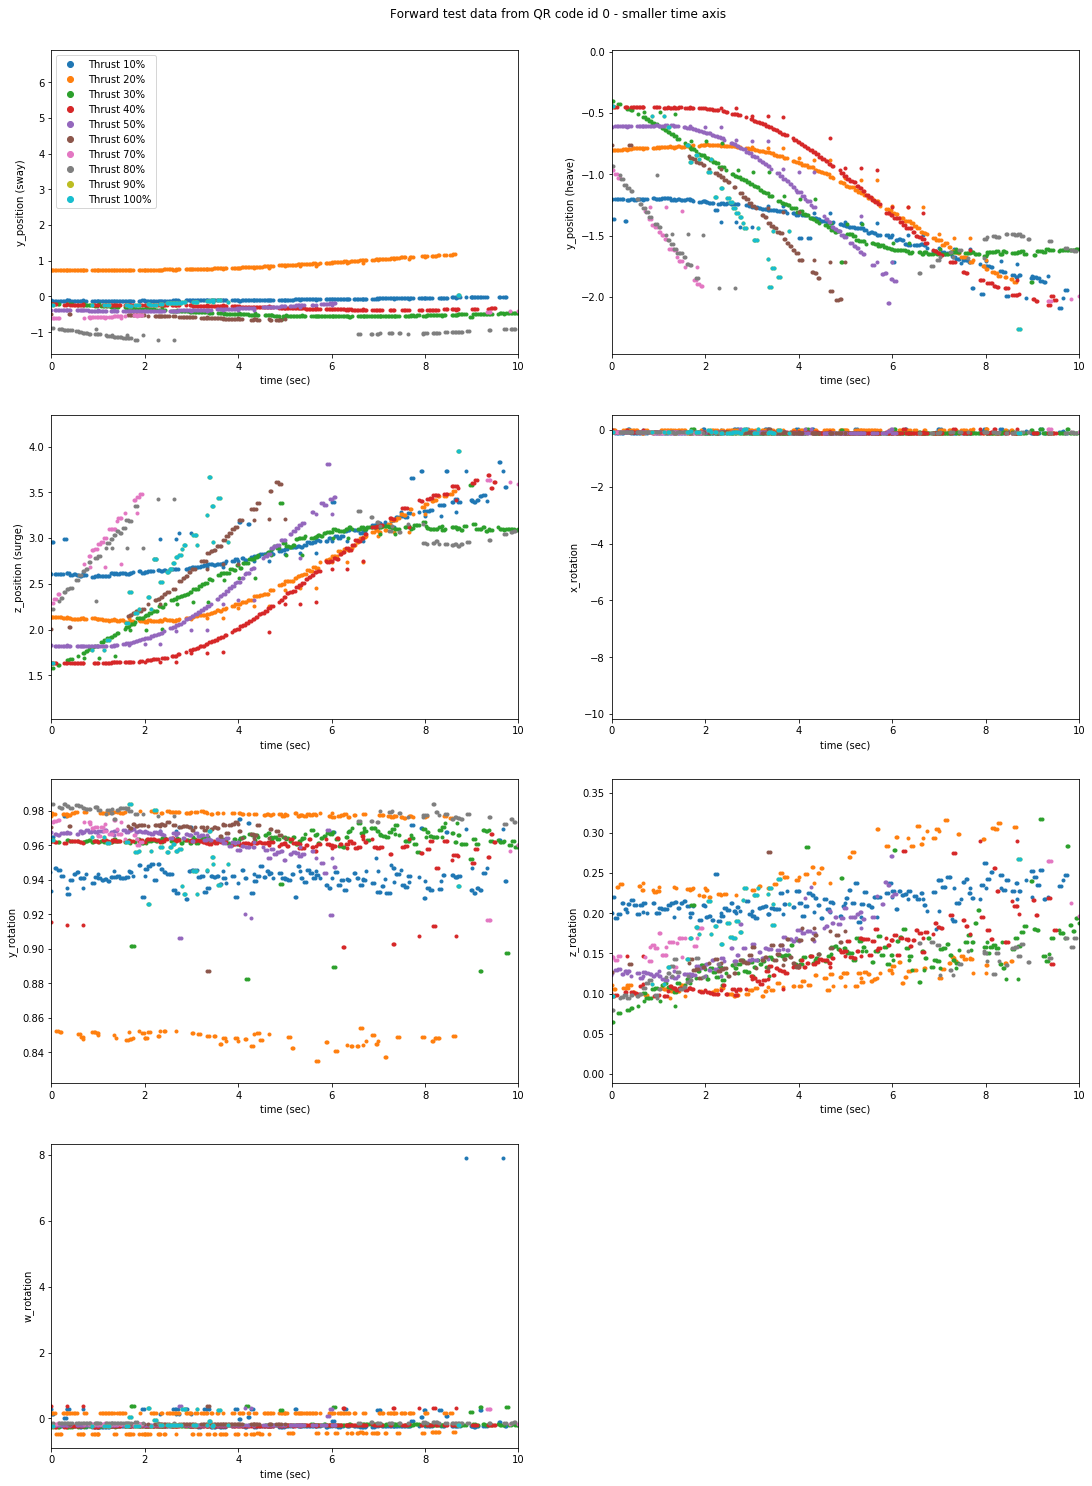 Forward test data from QR code id 0 - smaller time axis
y_position (sway)
6
5
4
3
2
1
0
−1
Thrust 10%
Thrust 20%
Thrust 30%
Thrust 40%
Thrust 50%
Thrust 60%
Thrust 70%
Thrust 80%
Thrust 90%
Thrust 100%
0 2 4 6 8 10
time (sec)
y_position (heave)
0.0
−0.5
−1.0
−1.5
−2.0
0 2 4 6 8 10
time (sec)
z_position (surge)
4.0
3.5
3.0
2.5
2.0
1.5
0 2 4 6 8 10
time (sec)
x_rotation
0
−2
−4
−6
−8
−10
0 2 4 6 8 10
time (sec)
y_rotation
0.98
0.96
0.94
0.92
0.90
0.88
0.86
0.84
0 2 4 6 8 10
time (sec)
z_rotation
0.35
0.30
0.25
0.20
0.15
0.10
0.05
0.00
0 2 4 6 8 10
time (sec)
w_rotation
8
6
4
2
0
0 2 4 6 8 10
time (sec)